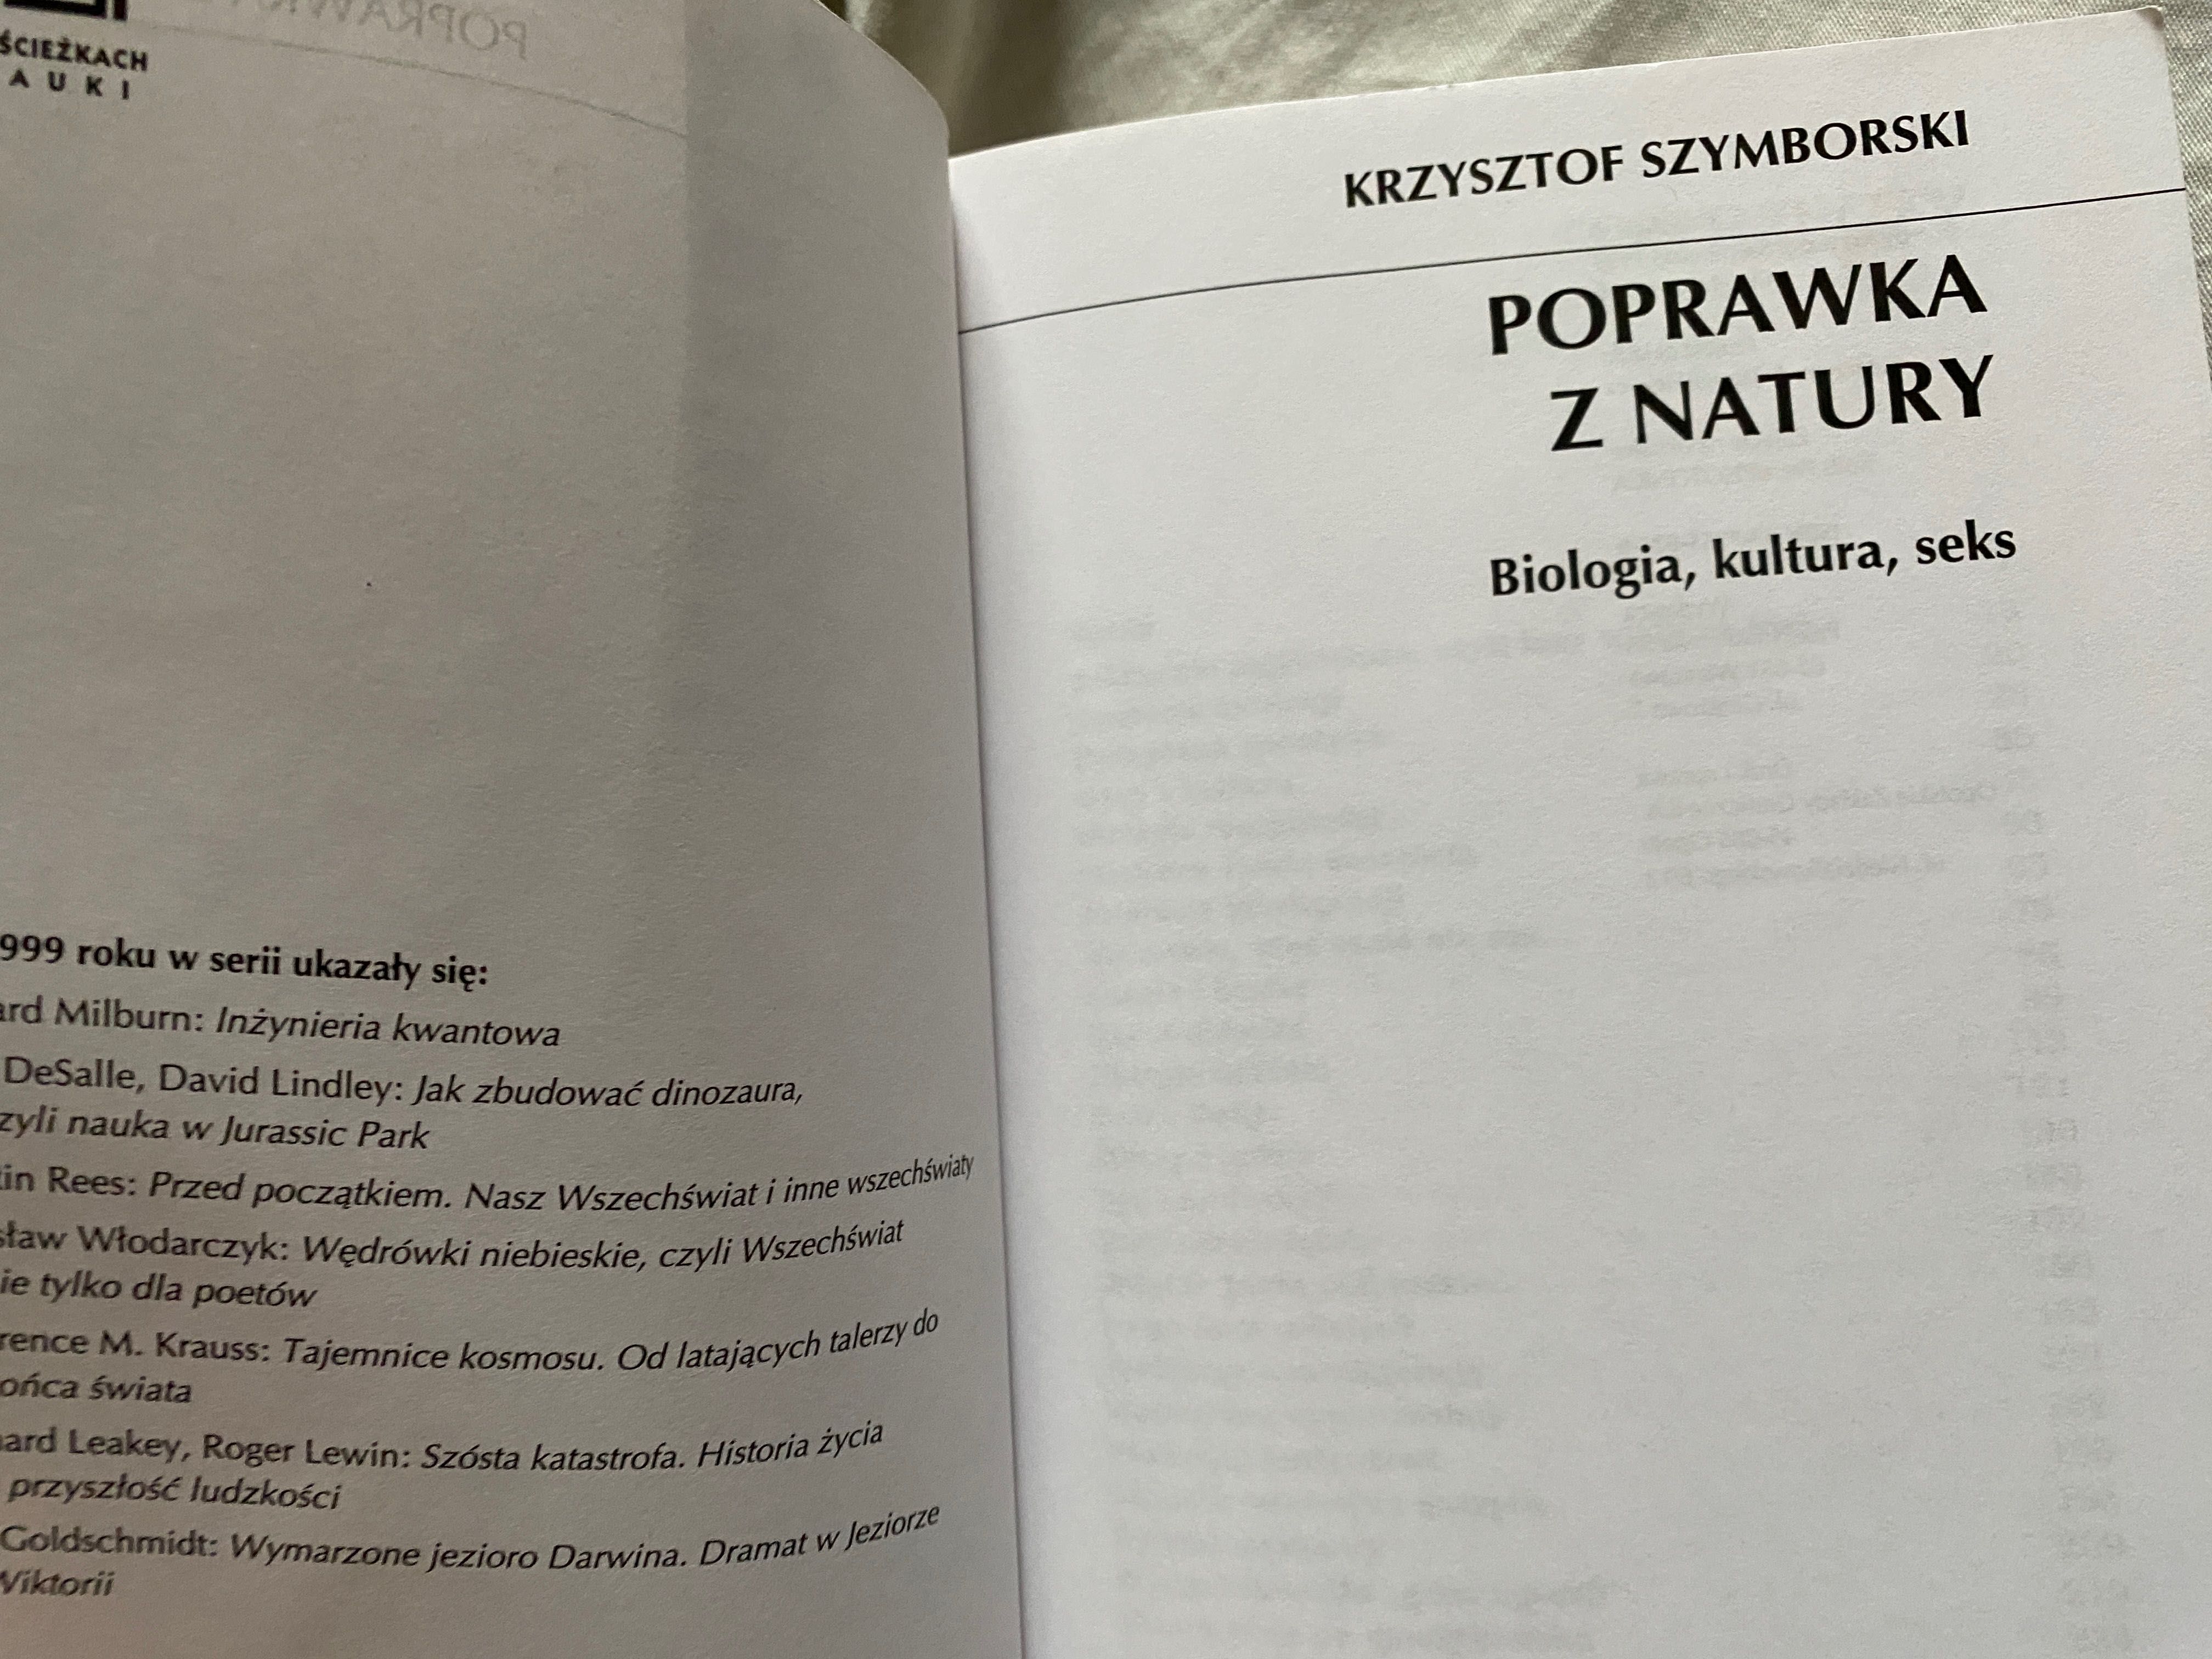 ŚCIEŻKACH
AUKI
999 roku w serii ukazały się:
ard Milburn: Inżynieria kwantowa
DeSalle, David Lindley: Jak zbudować dinozaura,
zyli nauka w Jurassic Park
tin Rees: Przed początkiem. Nasz Wszechświat i inne wszechświaty
sław Włodarczyk: Wędrówki niebieskie, czyli Wszechświat
ie tylko dla poetów
rence M. Krauss: Tajemnice kosmosu. Od latających talerzy do
ońca świata
ard Leakey, Roger Lewin: Szósta katastrofa. Historia życia
przyszłość ludzkości
Goldschmidt: Wymarzone jezioro Darwina. Dramat w Jeziorze
Wiktorii
KRZYSZTOF SZYMBORSKI
POPRAWKA
Z NATURY
Biologia, kultura, seks